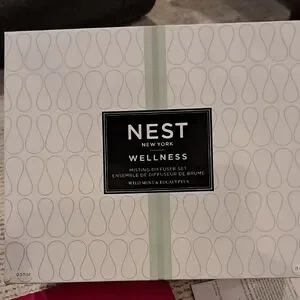 NEST
NEW YORK
WELLNESS
MISTING DIFFUSER SET
ENSEMBLE DE DIFFUSEUR DE BRUME
WILD MINT & EUCALYPTUS